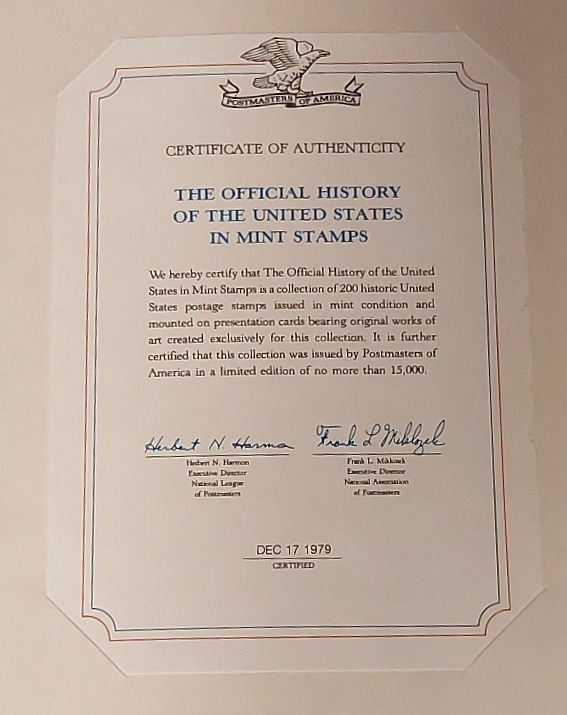 POSTMASTERS OF AMERICA
CERTIFICATE OF AUTHENTICITY
THE OFFICIAL HISTORY
OF THE UNITED STATES
IN MINT STAMPS
We hereby certify that The Official History of the United
States in Mint Stamps is a collection of 200 historic United
States postage stamps issued in mint condition and
mounted on presentation cards bearing original works of
art created exclusively for this collection. It is further
certified that this collection was issued by Postmasters of
America in a limited edition of no more than 15,000.
Herbert N. Harmon Frank L Miklozek
Herbert N. Harmon
Executive Director
National League
of Postmasters
Frank L. Miklozek
Executive Director
National Association
of Postmasters
DEC 17 1979
CERTIFIED